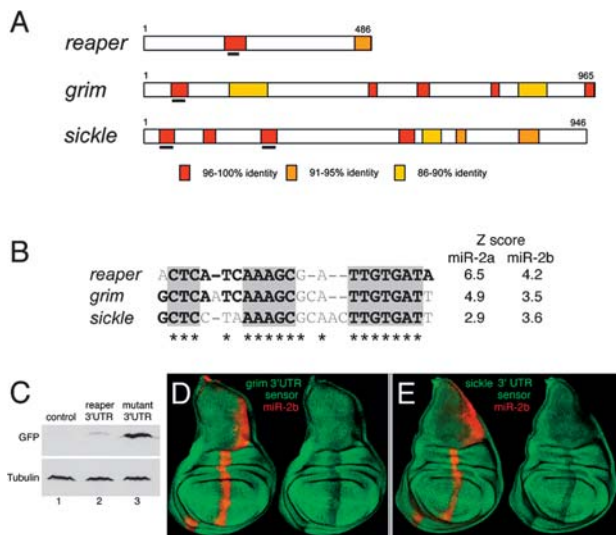 A
1 486
reaper
1 965
grim
1 946
sickle
96-100% identity 91-95% identity 86-90% identity
B
Z score
miR-2a miR-2b
reaper ACTCA-TCAAAGCG-A--TTGTGATA 6.5 4.2
grim GCTCAATCAAAGCGCA--TTGTGATT 4.9 3.5
sickle GCTCC-TAAAAGCGCAACTTGTGATT 2.9 3.6
*** * ****** * *******
C
control reaper 3'UTR mutant 3'UTR
GFP
Tubulin
1 2 3
D
grim 3'UTR
sensor
miR-2b
E
sickle 3' UTR
sensor
miR-2b